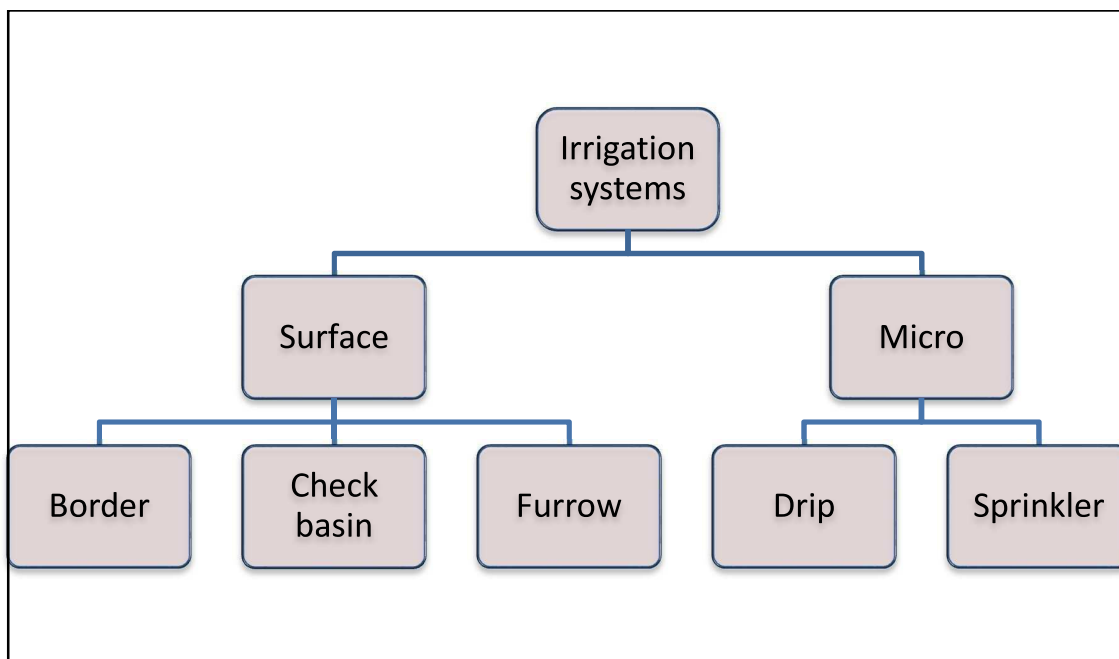 Irrigation
systems
Surface
Micro
Border
Check
basin
Furrow
Drip
Sprinkler